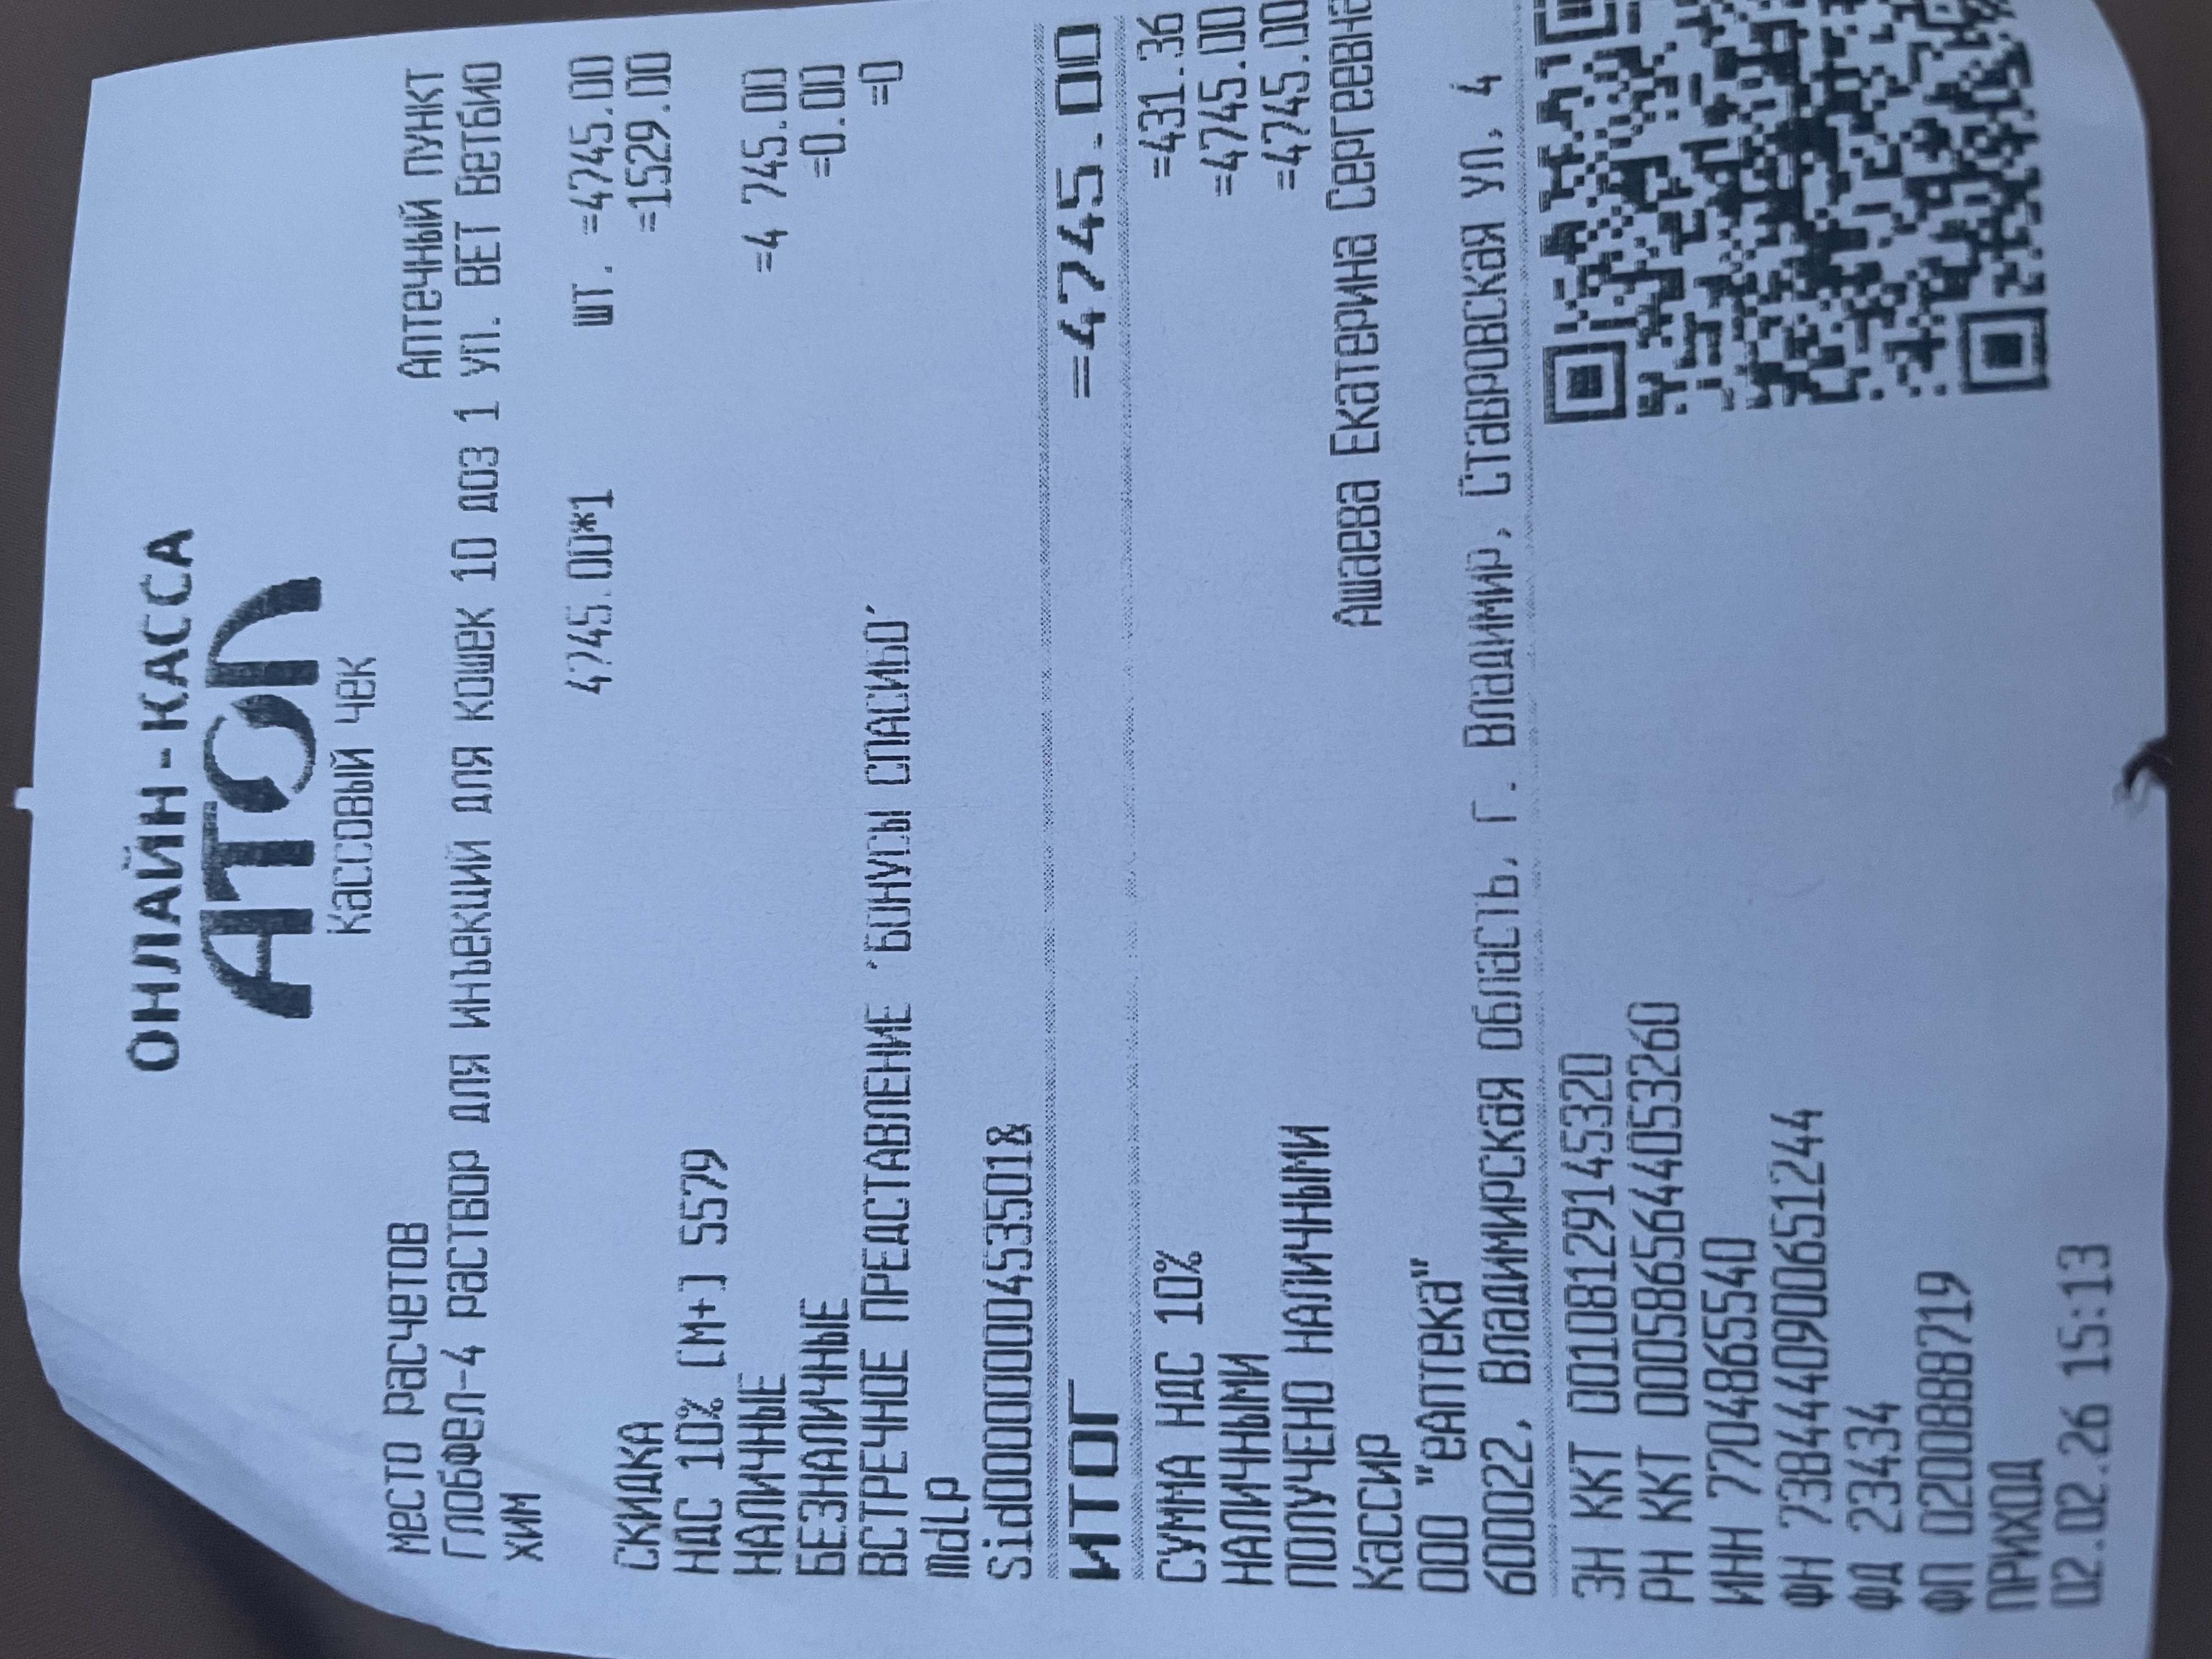 ОНЛАЙН-КАССА
АТОЛ
Кассовый чек
Место расчетов Аптечный пункт
Глобфел-4 раствор для инъекций для кошек 10 доз 1 уп. ВЕТ Ветбио
хим
4745.00*1 шт. =4745.00
СКИДКА =1529.00
НДС 10% [М+] 5579
НАЛИЧНЫЕ =4 745.00
БЕЗНАЛИЧНЫЕ =0.00
ВСТРЕЧНОЕ ПРЕДСТАВЛЕНИЕ 'БОНУСЫ СПАСИБО' =0
mdlp
Sid00000004535018&
ИТОГ =4745.00
СУММА НДС 10% =431.36
НАЛИЧНЫМИ =4745.00
ПОЛУЧЕНО НАЛИЧНЫМИ =4745.00
Кассир Ашаева Екатерина Сергеевна
ООО "еАптека"
600022, Владимирская область, г. Владимир, Ставровская ул, 4
ЗН ККТ 00108129145320
РН ККТ 0005865644053260
ИНН 7704865540
ФН 7384440900651244
ФД 23434
ФП 0200888719
ПРИХОД
02.02.26 15:13